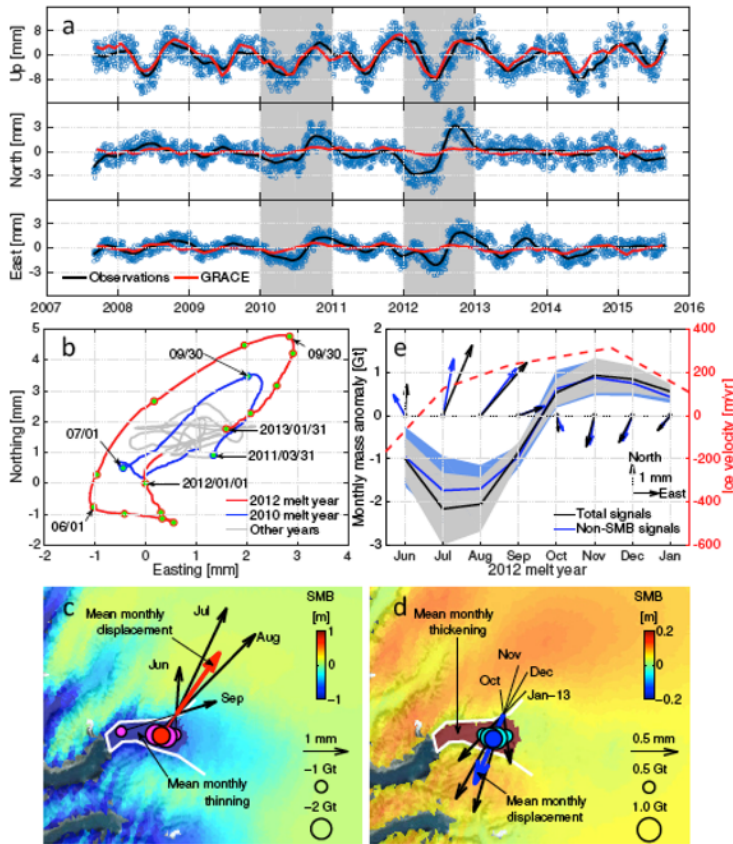 a
Up [mm]
8
0
-8
North [mm]
3
0
-3
East [mm]
3
0
-3
Observations GRACE
2007 2008 2009 2010 2011 2012 2013 2014 2015 2016
b
Northing [mm]
5
4
3
2
1
0
-1
-2
09/30
09/30
07/01
2013/01/31
2011/03/31
2012/01/01
06/01
2012 melt year
2010 melt year
Other years
-2 -1 0 1 2 3 4
Easting [mm]
e
Monthly mass anomaly [Gt]
2
1
0
-1
-2
-3
400
200
0
-200
-400
-600
Ice velocity [m/yr]
North
1 mm
East
Total signals
Non-SMB signals
Jun Jul Aug Sep Oct Nov Dec Jan
2012 melt year
c
Mean monthly
displacement
Jul
Aug
Jun
Sep
Mean monthly
thinning
SMB
[m]
1
0
-1
1 mm
-1 Gt
-2 Gt
d
Mean monthly
thickening
Nov
Oct
Dec
Jan-13
Mean monthly
displacement
SMB
[m]
0.2
0
-0.2
0.5 mm
0.5 Gt
1.0 Gt